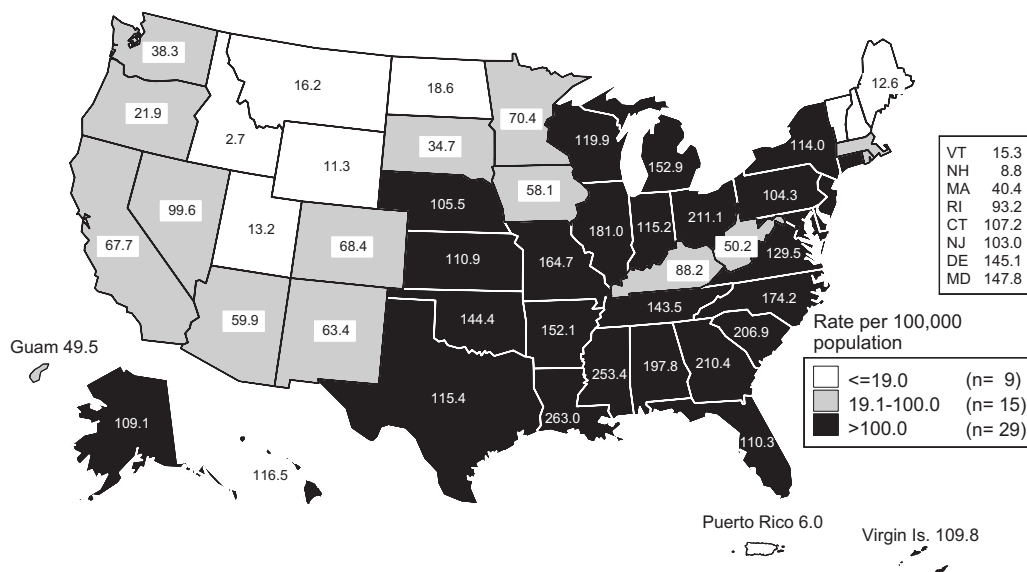 38.3
16.2
18.6
12.6
21.9
70.4
2.7
34.7
119.9
152.9
114.0
11.3
58.1
104.3
99.6
105.5
13.2
181.0
115.2
211.1
67.7
68.4
110.9
164.7
50.2
129.5
88.2
59.9
63.4
144.4
152.1
143.5
174.2
206.9
253.4
197.8
210.4
115.4
263.0
110.3
VT 15.3
NH 8.8
MA 40.4
RI 93.2
CT 107.2
NJ 103.0
DE 145.1
MD 147.8
Guam 49.5
109.1
116.5
Rate per 100,000
population
<=19.0 (n= 9)
19.1-100.0 (n= 15)
>100.0 (n= 29)
Puerto Rico 6.0
Virgin Is. 109.8